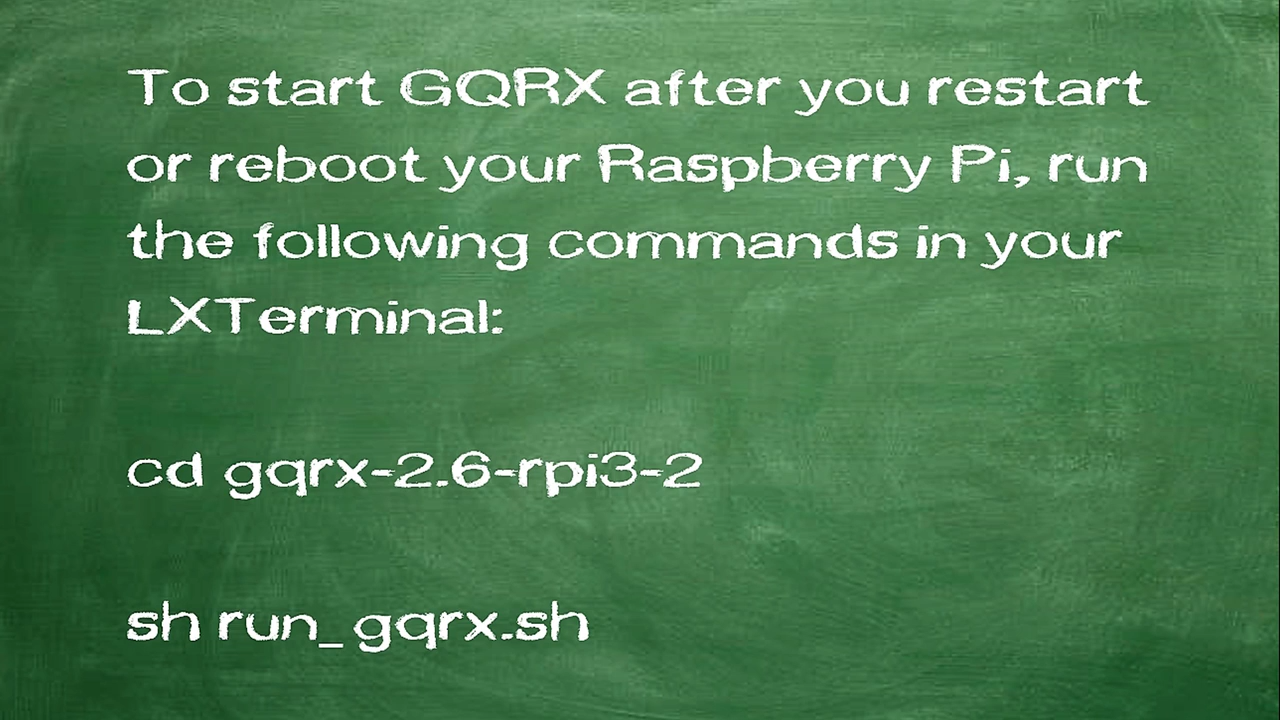 To start GQRX after you restart
or reboot your Raspberry Pi, run
the following commands in your
LXTerminal:
cd gqrx-2.6-rpi3-2
sh run_gqrx.sh